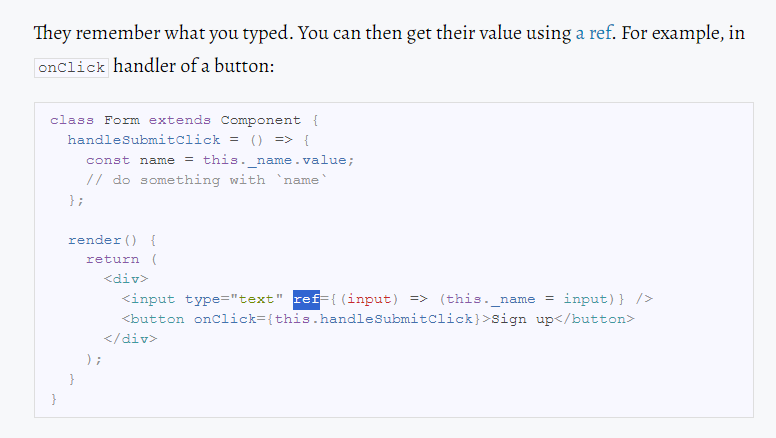 They remember what you typed. You can then get their value using a ref. For example, in
onClick handler of a button:
class Form extends Component {
  handleSubmitClick = () => {
    const name = this._name.value;
    // do something with `name`
  };

  render() {
    return (
      <div>
        <input type="text" ref={(input) => (this._name = input)} />
        <button onClick={this.handleSubmitClick}>Sign up</button>
      </div>
    );
  }
}